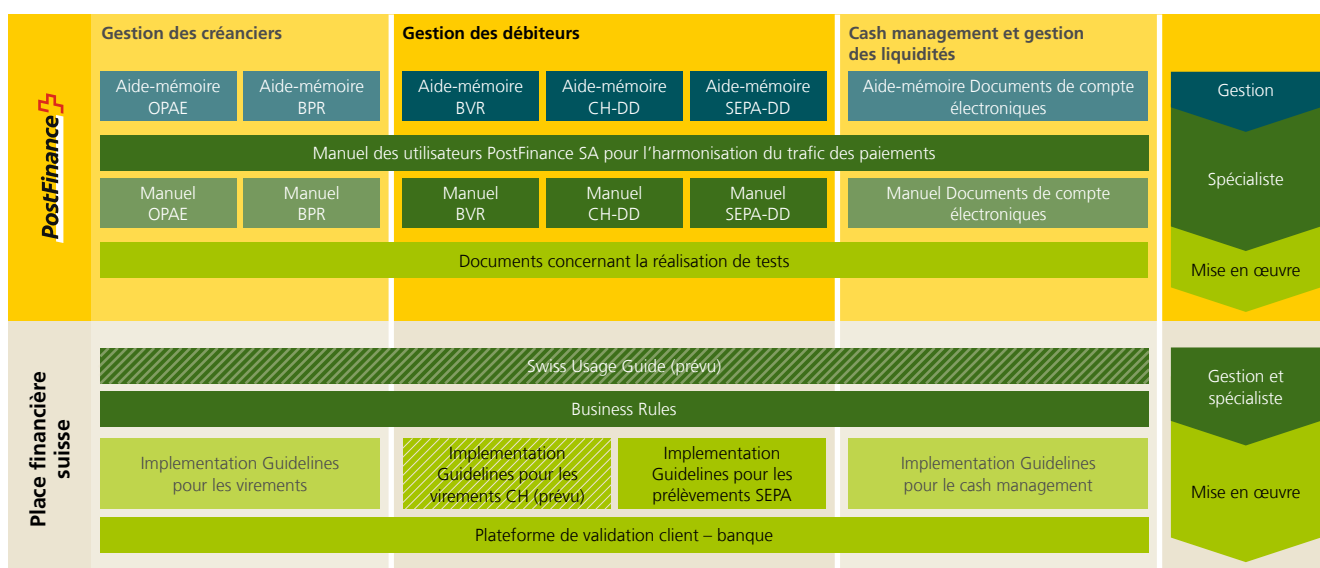 Gestion des créanciers
Gestion des débiteurs
Cash management et gestion
des liquidités
PostFinance
Aide-mémoire
OPAE
Aide-mémoire
BPR
Aide-mémoire
BVR
Aide-mémoire
CH-DD
Aide-mémoire
SEPA-DD
Aide-mémoire Documents de compte
électroniques
Gestion
Manuel des utilisateurs PostFinance SA pour l’harmonisation du trafic des paiements
Spécialiste
Manuel
OPAE
Manuel
BPR
Manuel
BVR
Manuel
CH-DD
Manuel
SEPA-DD
Manuel Documents de compte
électroniques
Documents concernant la réalisation de tests
Mise en œuvre
Place financière
suisse
Swiss Usage Guide (prévu)
Gestion et
spécialiste
Business Rules
Implementation Guidelines
pour les virements
Implementation
Guidelines pour les
virements CH (prévu)
Implementation
Guidelines pour les
prélèvements SEPA
Implementation Guidelines
pour le cash management
Mise en œuvre
Plateforme de validation client – banque